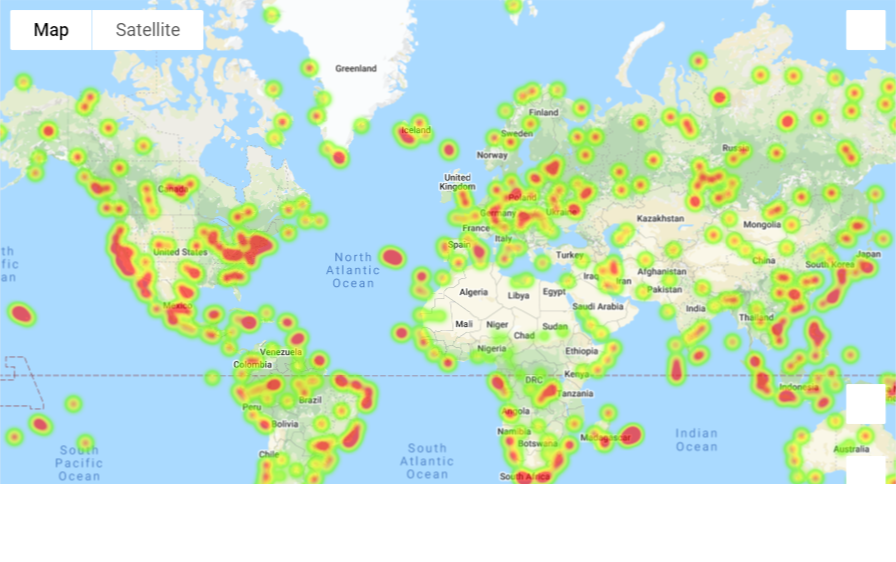 Map
Satellite
Greenland
Iceland
Finland
Sweden
Norway
Russia
Canada
United
Kingdom
Poland
Germany
Ukraine
France
Kazakhstan
Mongolia
Italy
Spain
Turkey
United States
North
Atlantic
Ocean
China
South Korea
Japan
Afghanistan
Iraq
Iran
Pakistan
Algeria
Libya
Egypt
Saudi Arabia
India
Mexico
Mali
Niger
Chad
Sudan
Thailand
Nigeria
Ethiopia
Venezuela
Colombia
Kenya
DRC
Tanzania
Indonesia
Peru
Brazil
Angola
Bolivia
Namibia
Botswana
Madagascar
Indian
Ocean
South
Pacific
Ocean
South
Atlantic
Ocean
Chile
Australia
South Africa